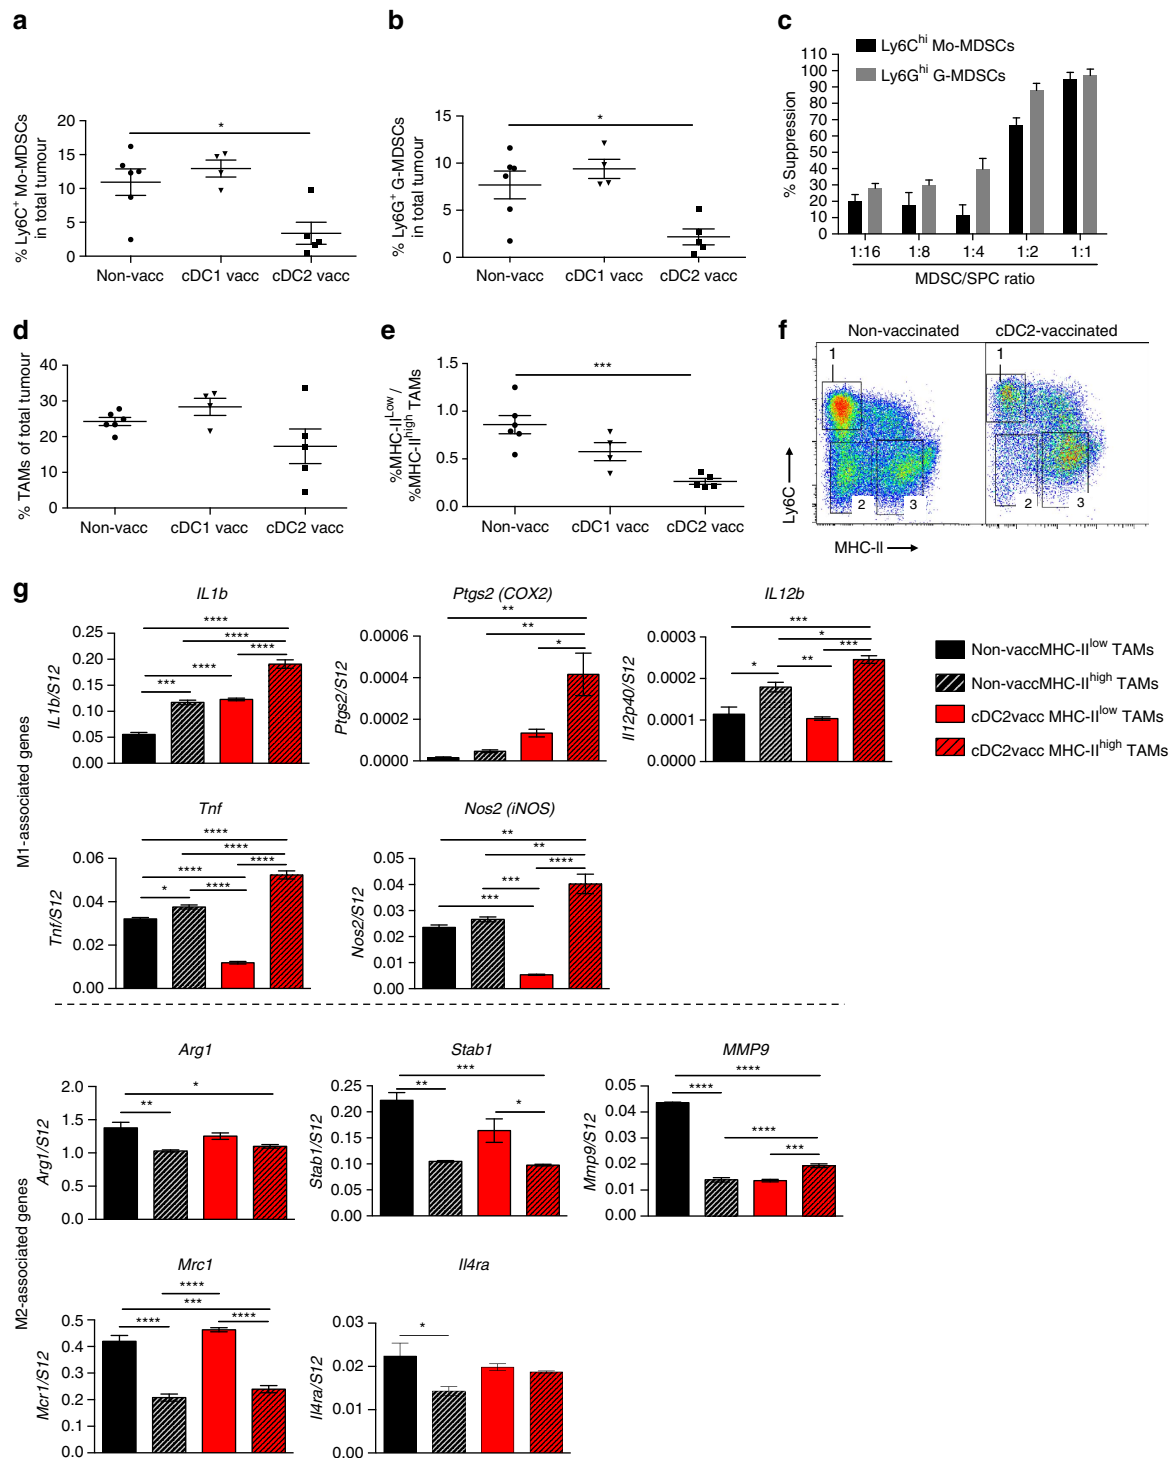 a
% Ly6C+ Mo-MDSCs
in total tumour
20
15
10
5
0
*
Non-vacc cDC1 vacc cDC2 vacc
b
% Ly6G+ G-MDSCs
in total tumour
15
10
5
0
*
Non-vacc cDC1 vacc cDC2 vacc
c
% Suppression
110
100
90
80
70
60
50
40
30
20
10
0
Ly6Chi Mo-MDSCs
Ly6Ghi G-MDSCs
1:16 1:8 1:4 1:2 1:1
MDSC/SPC ratio
d
% TAMs of total tumour
40
30
20
10
0
Non-vacc cDC1 vacc cDC2 vacc
e
%MHC-IILow /
%MHC-IIhigh TAMs
1.5
1.0
0.5
0.0
***
Non-vacc cDC1 vacc cDC2 vacc
f
Non-vaccinated cDC2-vaccinated
1 1
2 3 2 3
Ly6C
MHC-II
g
M1-associated genes
IL1b
IL1b/S12
0.25
0.20
0.15
0.10
0.05
0.00
****
****
**** ****
***
Ptgs2 (COX2)
Ptgs2/S12
0.0006
0.0004
0.0002
0.0000
**
**
*
IL12b
Il12p40/S12
0.0003
0.0002
0.0001
0.0000
***
*
* ** ***
Non-vaccMHC-IIlow TAMs
Non-vaccMHC-IIhigh TAMs
cDC2vacc MHC-IIlow TAMs
cDC2vacc MHC-IIhigh TAMs
Tnf
Tnf/S12
0.06
0.04
0.02
0.00
****
****
**** ****
* ****
Nos2 (iNOS)
Nos2/S12
0.05
0.04
0.03
0.02
0.01
0.00
**
**
****
***
***
M2-associated genes
Arg1
Arg1/S12
2.0
1.5
1.0
0.5
0.0
*
**
Stab1
Stab1/S12
0.25
0.20
0.15
0.10
0.05
0.00
***
**
*
MMP9
Mmp9/S12
0.05
0.04
0.03
0.02
0.01
0.00
****
****
****
***
Mrc1
Mcr1/S12
0.5
0.4
0.3
0.2
0.1
0.0
****
***
**** ****
Il4ra
Il4ra/S12
0.03
0.02
0.01
0.00
*